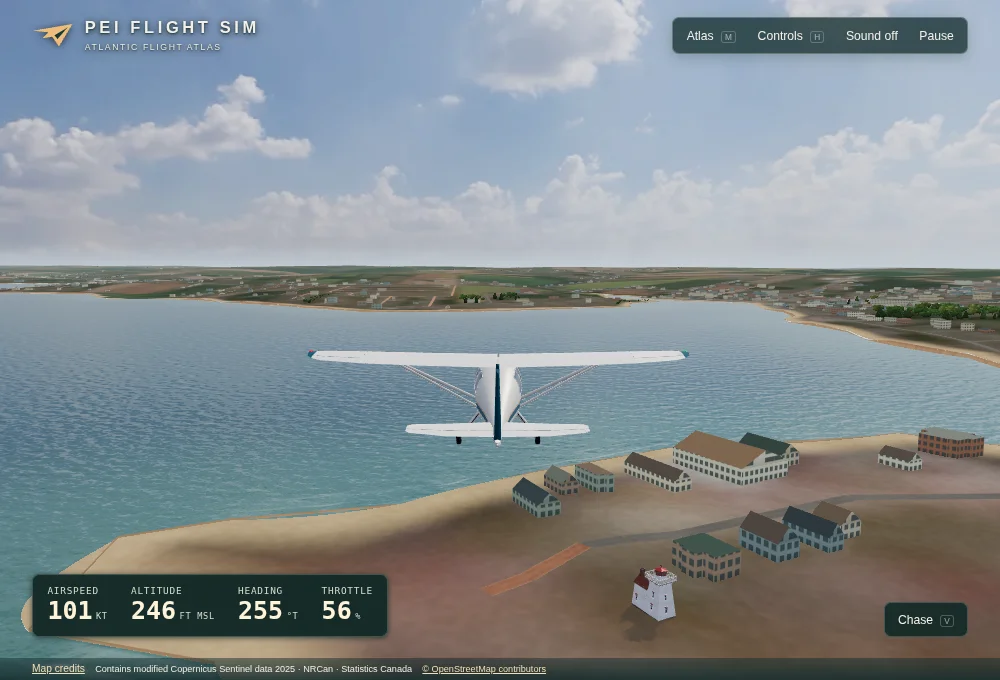 PEI FLIGHT SIM
ATLANTIC FLIGHT ATLAS
Atlas M Controls H Sound off Pause
AIRSPEED ALTITUDE HEADING THROTTLE
101 KT 246 FT MSL 255 °T 56 %
Chase V
Map credits Contains modified Copernicus Sentinel data 2025 · NRCan · Statistics Canada © OpenStreetMap contributors